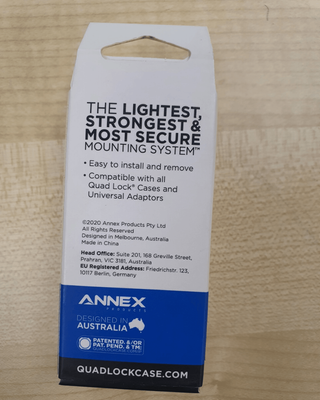 THE LIGHTEST,
STRONGEST &
MOST SECURE
MOUNTING SYSTEM™
• Easy to install and remove
• Compatible with all
Quad Lock® Cases and
Universal Adaptors
©2020 Annex Products Pty Ltd
All Rights Reserved
Designed in Melbourne, Australia
Made in China
Head Office: Suite 201, 168 Greville Street,
Prahran, VIC 3181, Australia
EU Registered Address: Friedrichstr. 123,
10117 Berlin, Germany
ANNEX
PRODUCTS
DESIGNED IN
AUSTRALIA
PATENTED, &/OR
PAT. PEND. & TM:
QUADLOCKCASE.COM